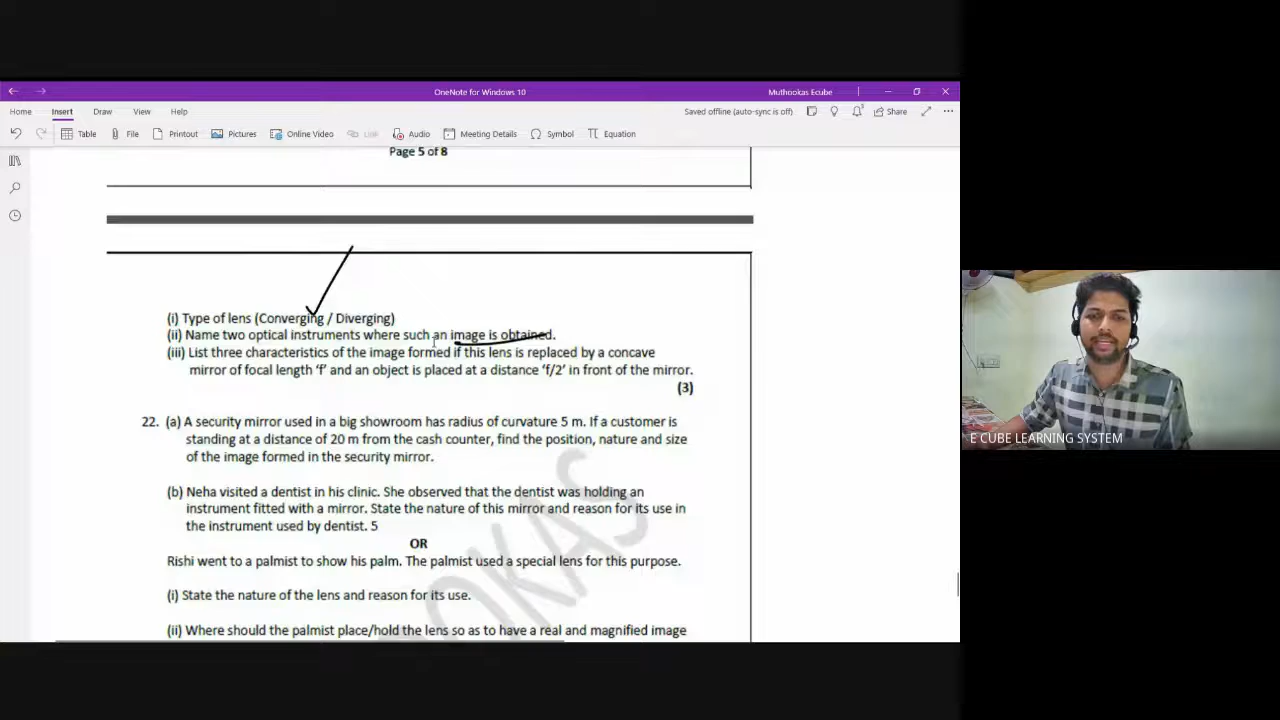 OneNote for Windows 10
Muthookas Ecube
Home Insert Draw View Help
Saved offline (auto-sync is off)
Share
Table File Printout Pictures Online Video Link Audio Meeting Details Symbol Equation
Page 5 of 8
(i) Type of lens (Converging / Diverging)
(ii) Name two optical instruments where such an image is obtained.
(iii) List three characteristics of the image formed if this lens is replaced by a concave
mirror of focal length 'f' and an object is placed at a distance 'f/2' in front of the mirror.
(3)
22. (a) A security mirror used in a big showroom has radius of curvature 5 m. If a customer is
standing at a distance of 20 m from the cash counter, find the position, nature and size
of the image formed in the security mirror.
(b) Neha visited a dentist in his clinic. She observed that the dentist was holding an
instrument fitted with a mirror. State the nature of this mirror and reason for its use in
the instrument used by dentist. 5
OR
Rishi went to a palmist to show his palm. The palmist used a special lens for this purpose.
(i) State the nature of the lens and reason for its use.
(ii) Where should the palmist place/hold the lens so as to have a real and magnified image
OOKAS
E CUBE LEARNING SYSTEM